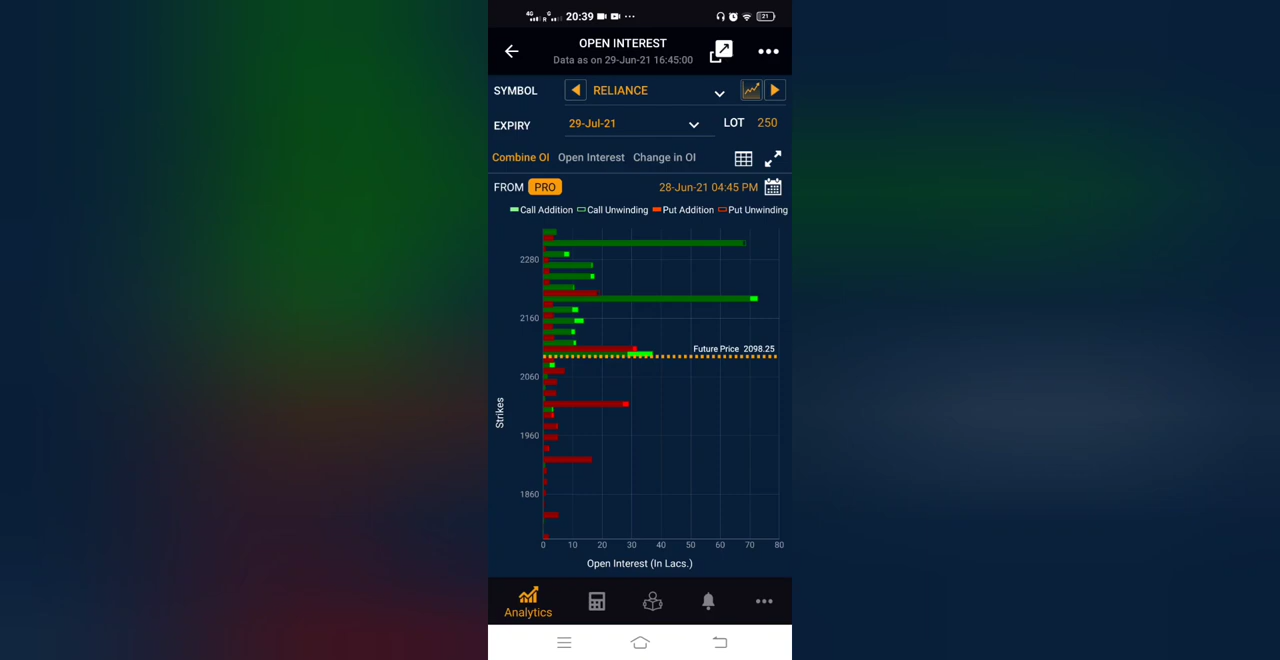 4G R G 20:39 21
OPEN INTEREST
Data as on 29-Jun-21 16:45:00
SYMBOL RELIANCE
EXPIRY 29-Jul-21 LOT 250
Combine OI Open Interest Change in OI
FROM PRO 28-Jun-21 04:45 PM
Call Addition Call Unwinding Put Addition Put Unwinding
2280
2160
Future Price 2098.25
2060
Strikes
1960
1860
0 10 20 30 40 50 60 70 80
Open Interest (In Lacs.)
Analytics